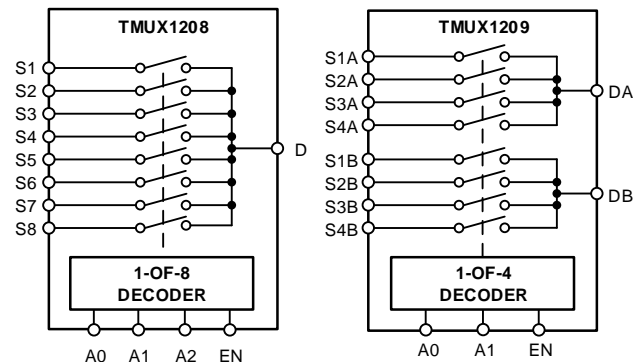 TMUX1208
S1
S2
S3
S4
S5
S6
S7
S8
D
1-OF-8
DECODER
A0 A1 A2 EN
TMUX1209
S1A
S2A
S3A
S4A
S1B
S2B
S3B
S4B
DA
DB
1-OF-4
DECODER
A0 A1 EN